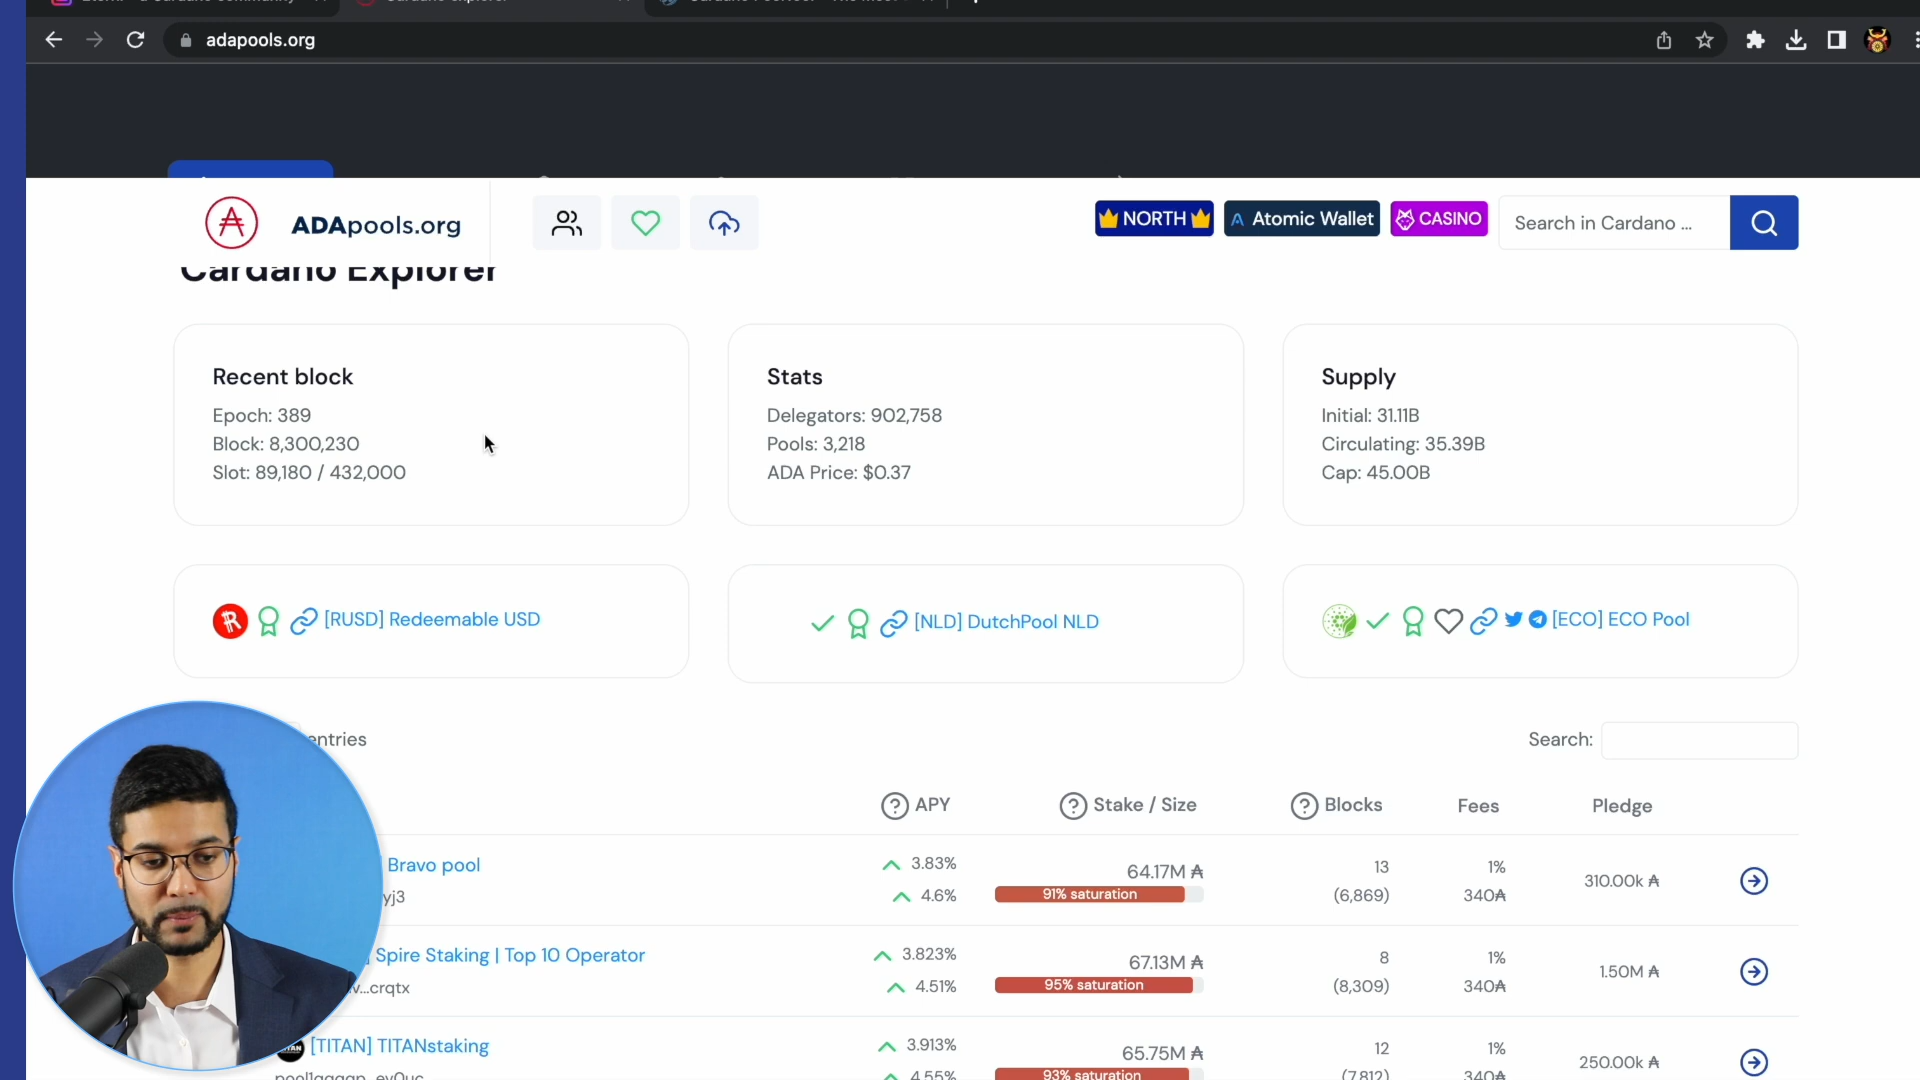 adapools.org
ADApools.org
NORTH
Atomic Wallet
CASINO
Search in Cardano ...
Cardano Explorer
Recent block
Epoch: 389
Block: 8,300,230
Slot: 89,180 / 432,000
Stats
Delegators: 902,758
Pools: 3,218
ADA Price: $0.37
Supply
Initial: 31.11B
Circulating: 35.39B
Cap: 45.00B
[RUSD] Redeemable USD
[NLD] DutchPool NLD
[ECO] ECO Pool
entries
Search:
APY
Stake / Size
Blocks
Fees
Pledge
] Bravo pool
yj3
3.83%
4.6%
64.17M ₳
91% saturation
13
(6,869)
1%
340₳
310.00k ₳
] Spire Staking | Top 10 Operator
...crqtx
3.823%
4.51%
67.13M ₳
95% saturation
8
(8,309)
1%
340₳
1.50M ₳
[TITAN] TITANstaking
3.913%
4.55%
65.75M ₳
93% saturation
12
(7,812)
1%
340₳
250.00k ₳